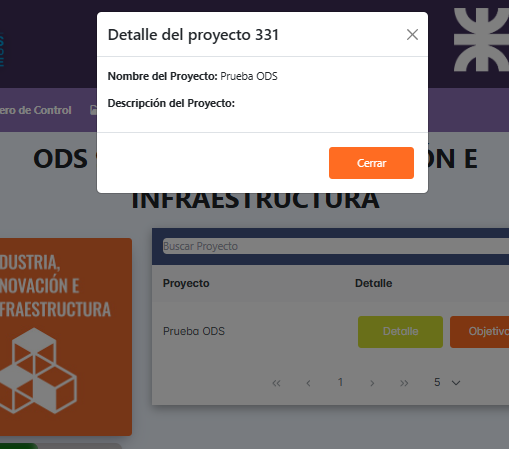 Detalle del proyecto 331
Nombre del Proyecto: Prueba ODS
Descripción del Proyecto:
Cerrar
ero de Control
ODS
ÓN E
INFRAESTRUCTURA
DUSTRIA,
NOVACIÓN E
FRAESTRUCTURA
Buscar Proyecto
Proyecto Detalle
Prueba ODS Detalle Objetivo
« ‹ 1 › » 5